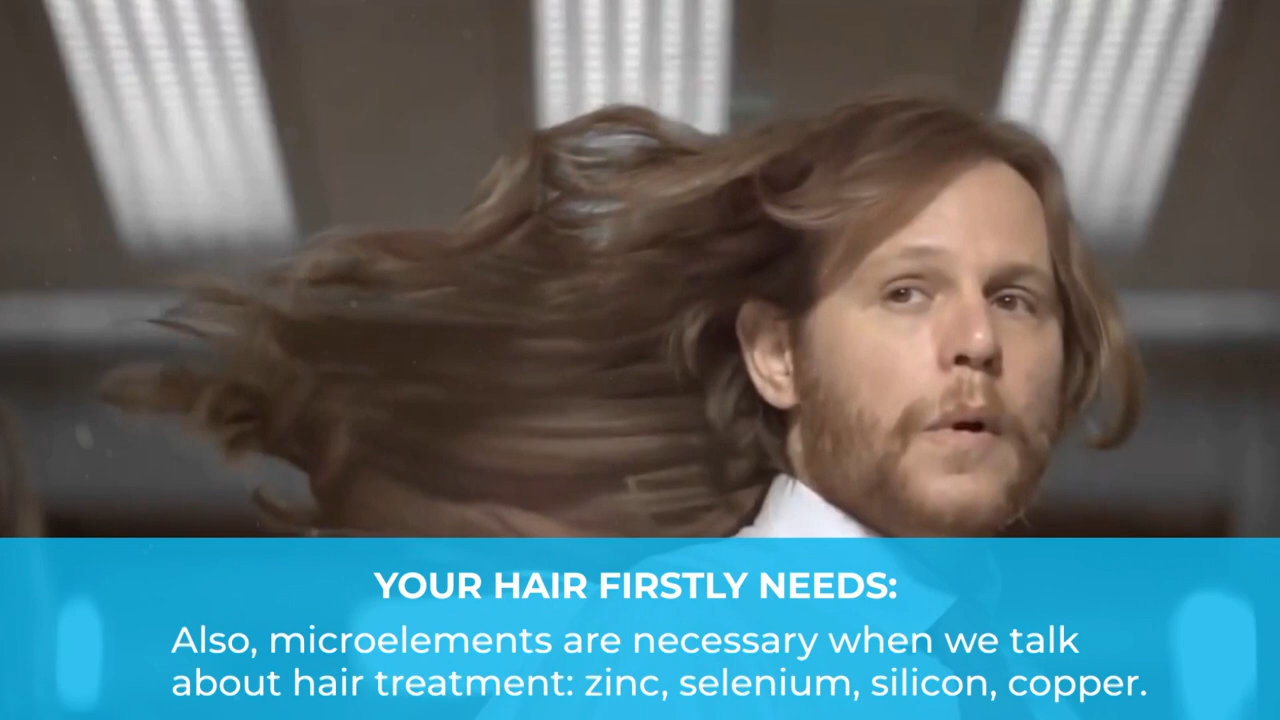 YOUR HAIR FIRSTLY NEEDS:
Also, microelements are necessary when we talk
about hair treatment: zinc, selenium, silicon, copper.